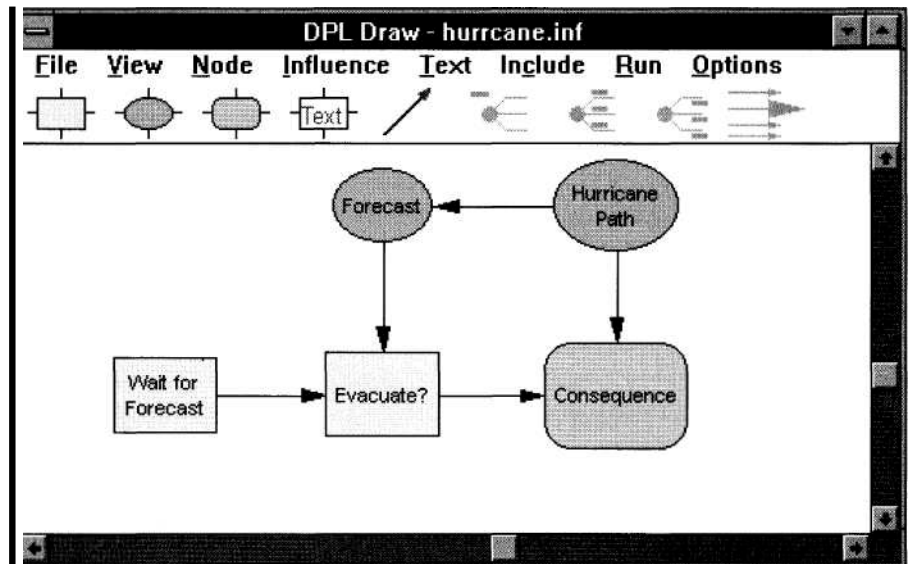 DPL Draw - hurrcane.inf
File View Node Influence Text Include Run Options
Text
Forecast
Hurricane
Path
Wait for
Forecast
Evacuate?
Consequence